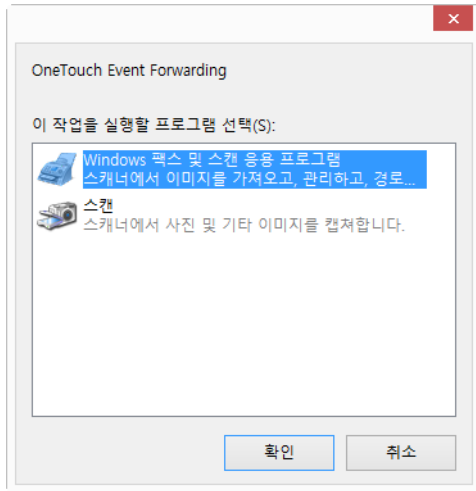 OneTouch Event Forwarding
이 작업을 실행할 프로그램 선택(S):
Windows 팩스 및 스캔 응용 프로그램
스캐너에서 이미지를 가져오고, 관리하고, 경로...
스캔
스캐너에서 사진 및 기타 이미지를 캡쳐합니다.
확인 취소